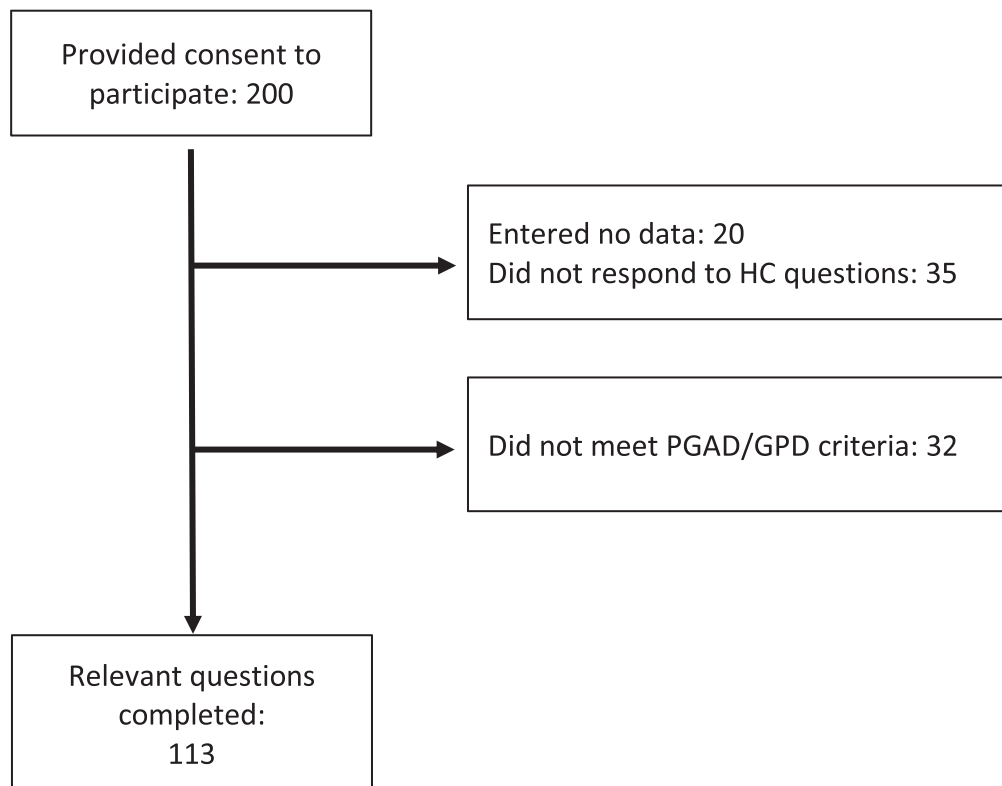 Provided consent to
participate: 200
Entered no data: 20
Did not respond to HC questions: 35
Did not meet PGAD/GPD criteria: 32
Relevant questions
completed:
113